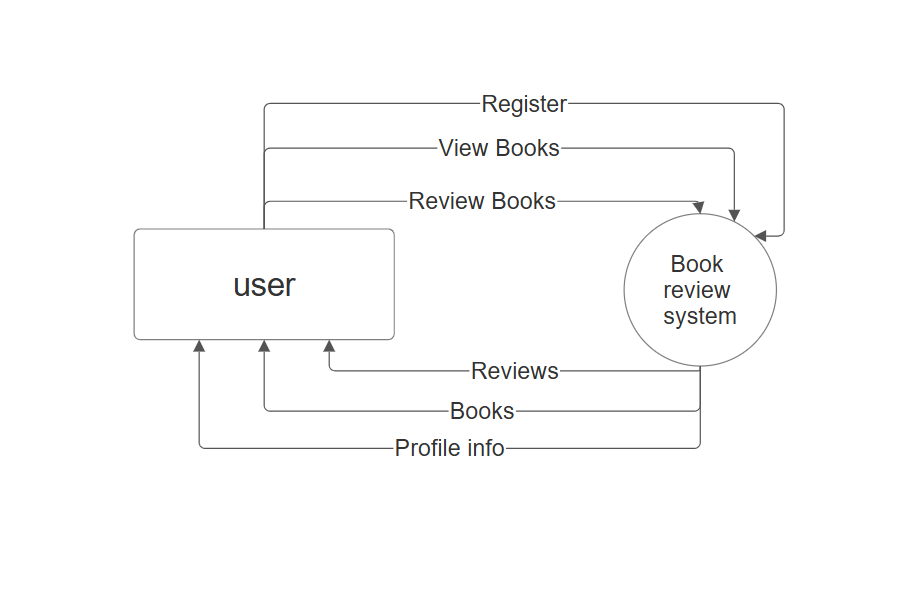 Register
View Books
Review Books
user
Book
review
system
Reviews
Books
Profile info